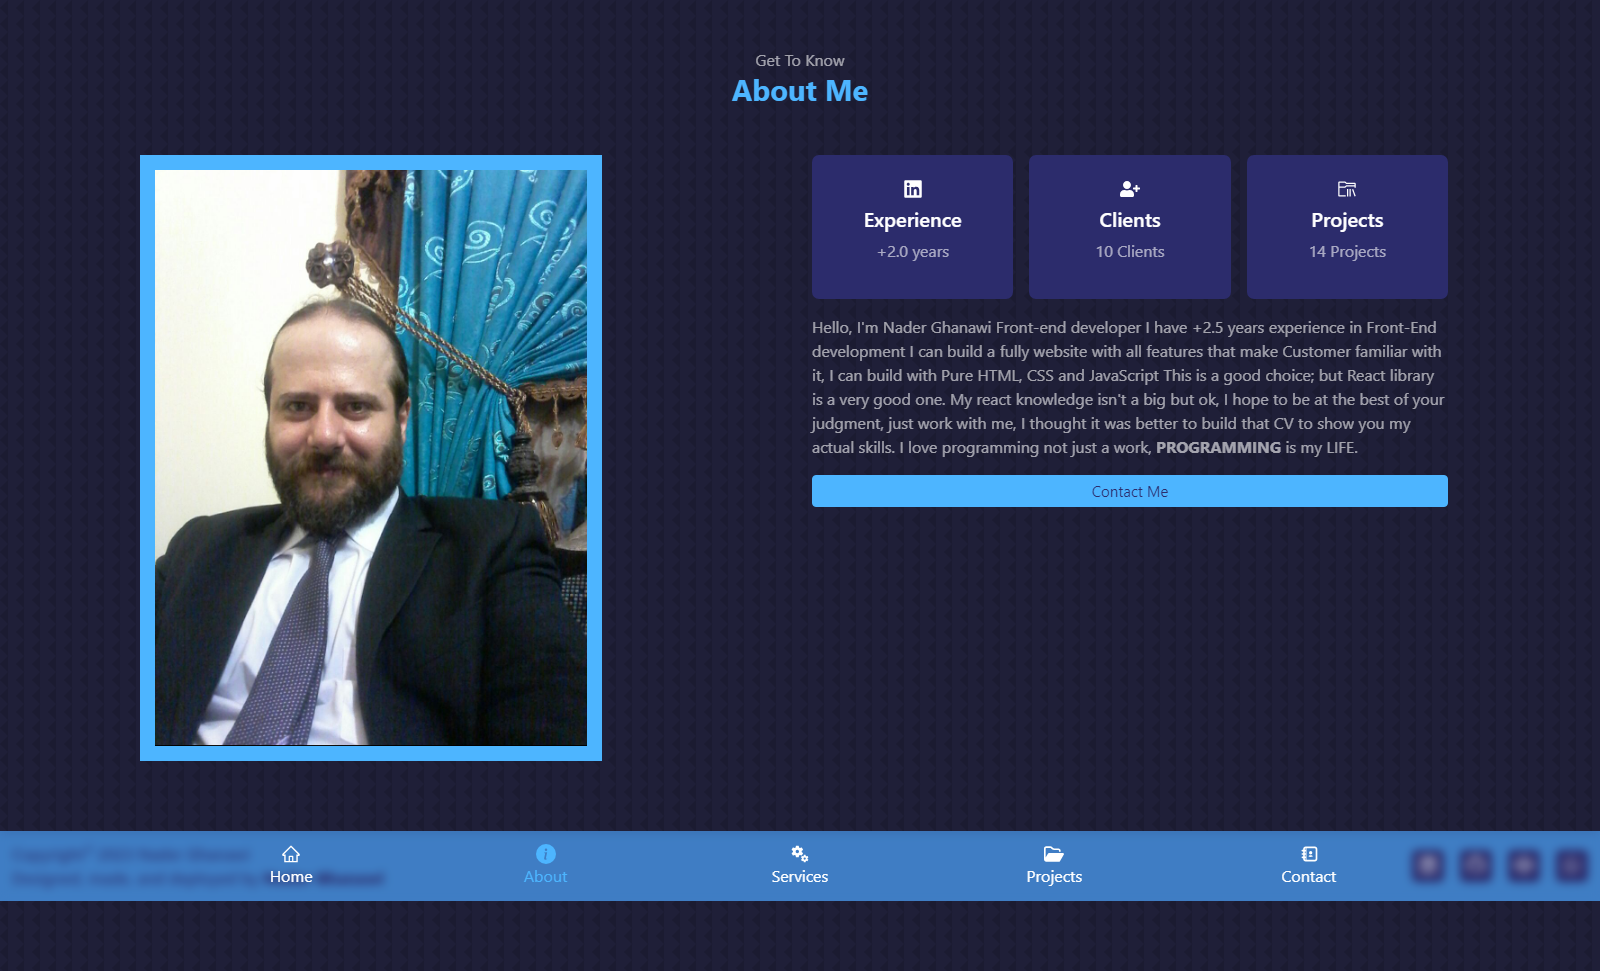 Get To Know
About Me
Experience
+2.0 years
Clients
10 Clients
Projects
14 Projects
Hello, I'm Nader Ghanawi Front-end developer I have +2.5 years experience in Front-End
development I can build a fully website with all features that make Customer familiar with
it, I can build with Pure HTML, CSS and JavaScript This is a good choice; but React library
is a very good one. My react knowledge isn't a big but ok, I hope to be at the best of your
judgment, just work with me, I thought it was better to build that CV to show you my
actual skills. I love programming not just a work, PROGRAMMING is my LIFE.
Contact Me
Home
About
Services
Projects
Contact